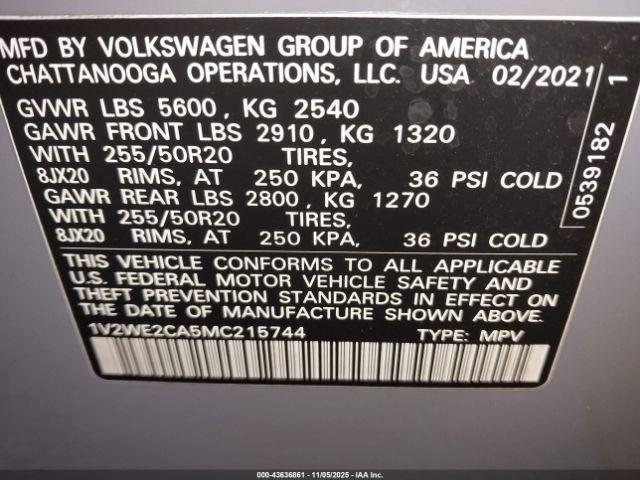 MFD BY VOLKSWAGEN GROUP OF AMERICA
CHATTANOOGA OPERATIONS, LLC. USA 02/2021
GVWR LBS 5600, KG 2540
GAWR FRONT LBS 2910, KG 1320
WITH 255/50R20 TIRES,
8JX20 RIMS, AT 250 KPA, 36 PSI COLD
GAWR REAR LBS 2800, KG 1270
WITH 255/50R20 TIRES,
8JX20 RIMS, AT 250 KPA, 36 PSI COLD
THIS VEHICLE CONFORMS TO ALL APPLICABLE
U.S. FEDERAL MOTOR VEHICLE SAFETY AND
THEFT PREVENTION STANDARDS IN EFFECT ON
THE DATE OF MANUFACTURE SHOWN ABOVE.
1V2WE2CA5MC215744 TYPE: MPV
0539182 1
000-43636861 - 11/05/2025 - IAA Inc.